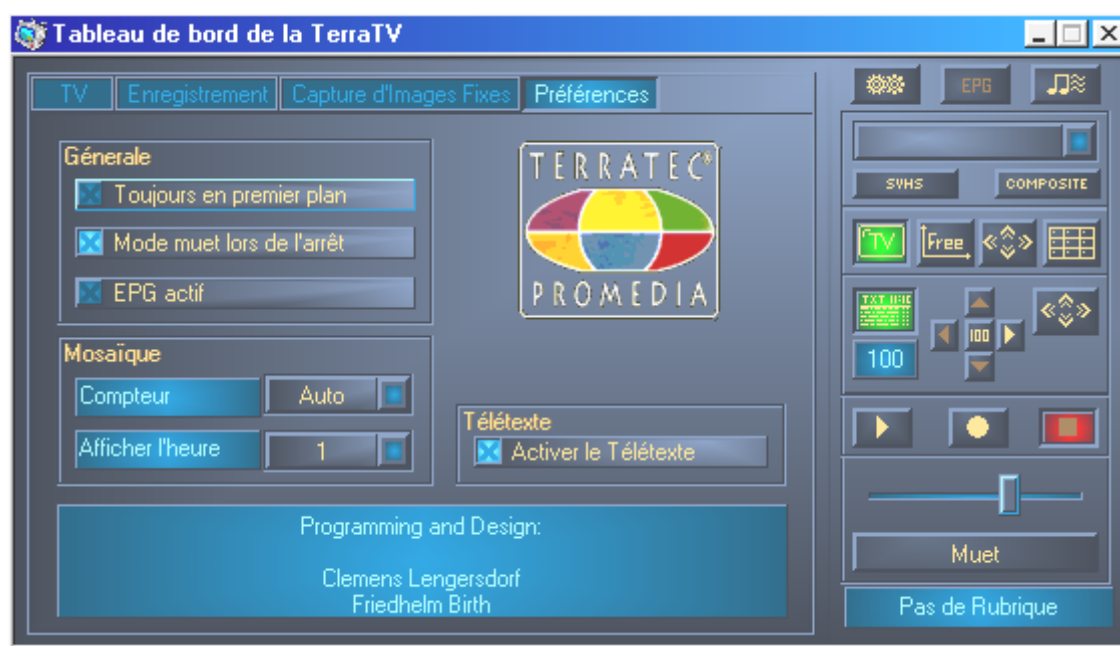 Tableau de bord de la TerraTV
TV Enregistrement Capture d'Images Fixes Préférences
Génerale
Toujours en premier plan
Mode muet lors de l'arrêt
EPG actif
TERRATEC®
PROMEDIA
Mosaïque
Compteur Auto
Afficher l'heure 1
Télétexte
Activer le Télétexte
Programming and Design:
Clemens Lengersdorf
Friedhelm Birth
EPG
SVHS COMPOSITE
TV Free
100
100
Muet
Pas de Rubrique